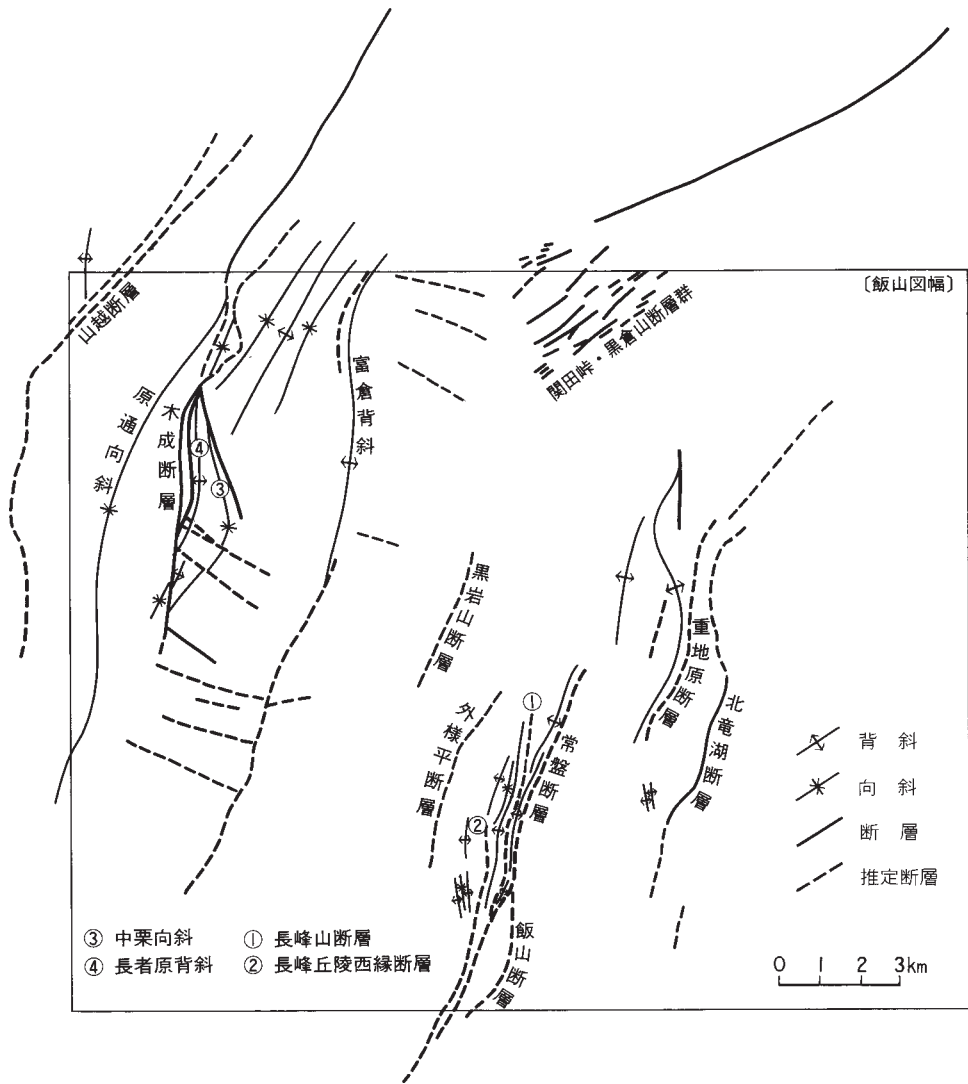 〔飯山図幅〕
山越断層
関田峠・黒倉山断層群
富倉背斜
原通向斜
木成断層
④
③
黒岩山断層
重地原断層
北竜湖断層
①
外様平断層
常盤断層
②
飯山断層
背斜
向斜
断層
推定断層
③ 中栗向斜
④ 長者原背斜
① 長峰山断層
② 長峰丘陵西縁断層
0 1 2 3km